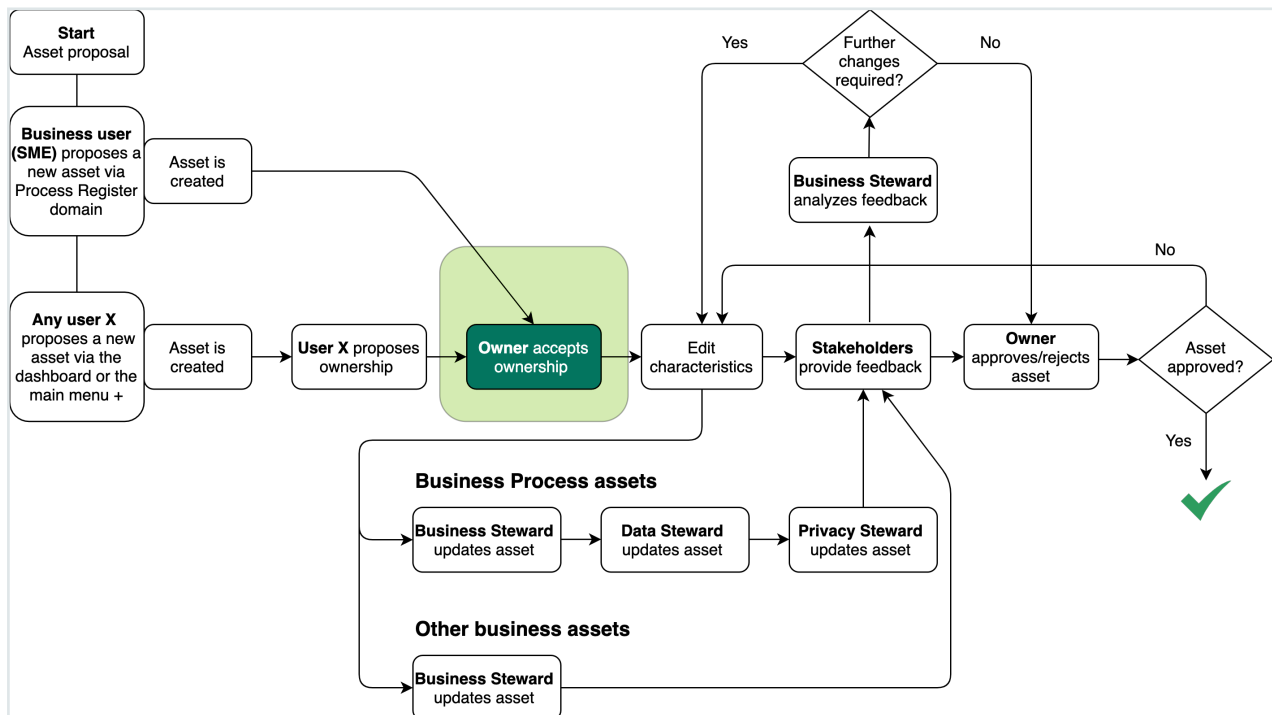 Start
Asset proposal
Business user
(SME) proposes a
new asset via
Process Register
domain
Asset is
created
Any user X
proposes a new
asset via the
dashboard or the
main menu +
Asset is
created
User X proposes
ownership
Owner accepts
ownership
Edit
characteristics
Stakeholders
provide feedback
Business Steward
analyzes feedback
Further
changes
required?
Yes
No
Owner
approves/rejects
asset
Asset
approved?
No
Yes
Business Process assets
Business Steward
updates asset
Data Steward
updates asset
Privacy Steward
updates asset
Other business assets
Business Steward
updates asset